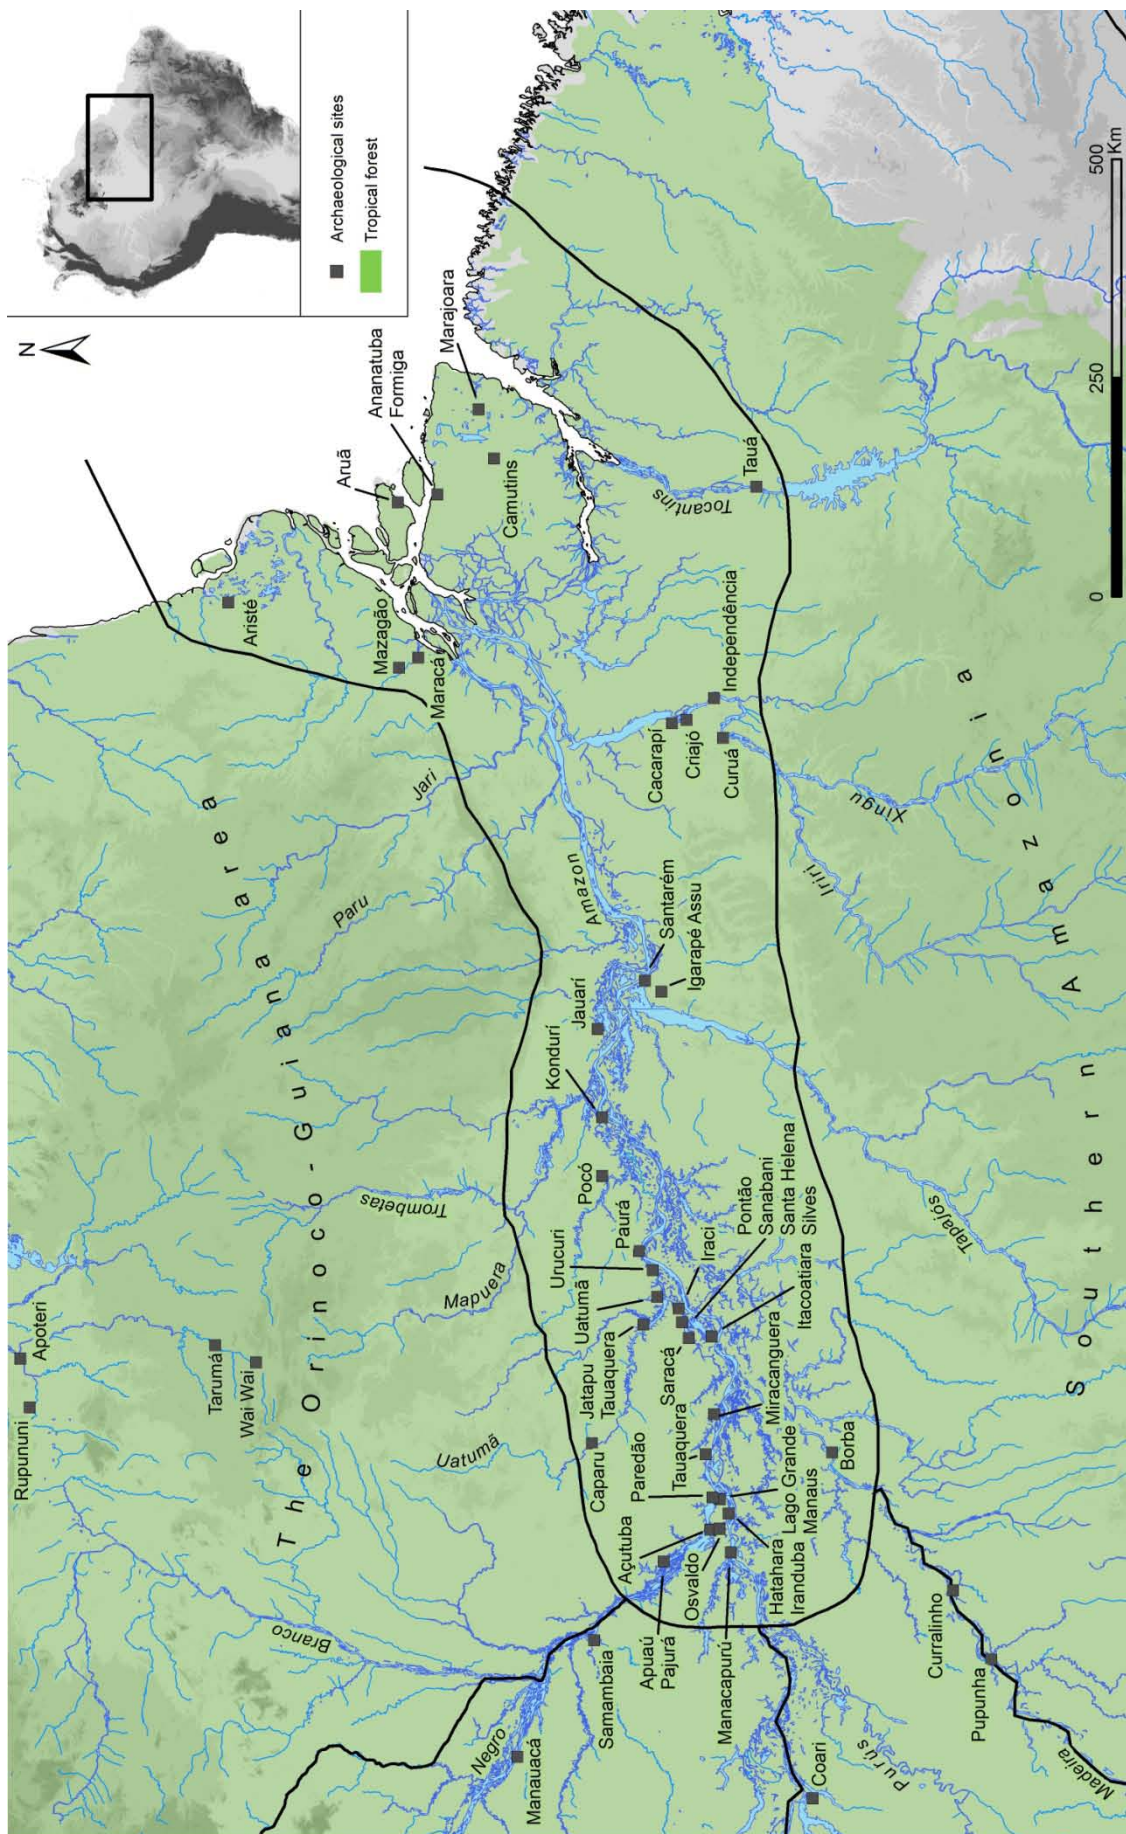 N
Archaeological sites
Tropical forest
Aristé
Mazagão
Maracá
Aruã
Ananatuba
Formiga
Marajoara
Camutins
Tocantins
Tauá
The Orinoco-Guiana area
Rupununi
Apoteri
Tarumá
Wai Wai
Branco
Uatumã
Mapuera
Trombetas
Paru
Jari
Amazon
Cacarapí
Criajó
Curuá
Independência
Negro
Manauacá
Samambaia
Apuaú
Pajurá
Açutuba
Osvaldo
Manacapurú
Hatahara
Iranduba
Lago Grande
Manaus
Paredão
Caparu
Tauaquera
Miracanguera
Jatapu
Tauaquera
Uatumã
Urucuri
Paurá
Saracá
Iraci
Pontão
Sanabani
Santa Helena
Silves
Itacoatiara
Pocó
Konduri
Jauarí
Santarém
Igarapé Assu
Borba
Coari
Purús
Curralinho
Pupunha
Madeira
Tapajós
Iriri
Xingu
Southern Amazonia
0
250
500
Km